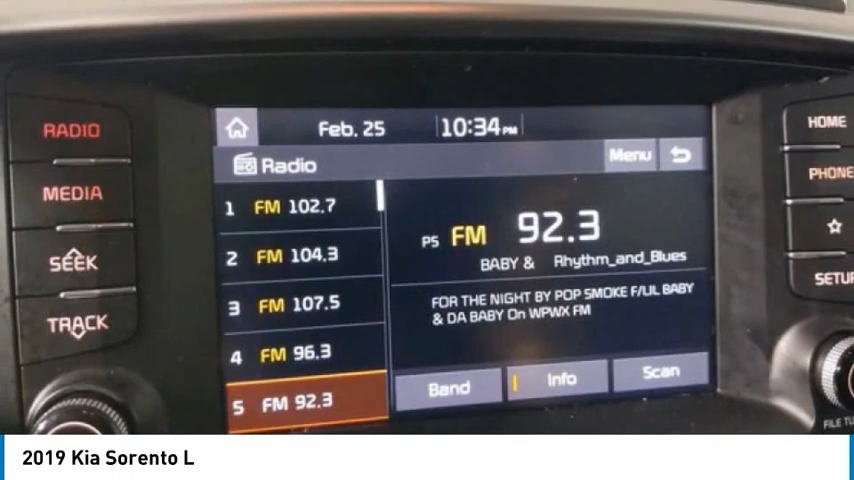 RADIO
MEDIA
SEEK
TRACK
Feb. 25 10:34 PM
Radio Menu
1 FM 102.7
2 FM 104.3
3 FM 107.5
4 FM 96.3
5 FM 92.3
P5 FM 92.3
BABY & Rhythm_and_Blues
FOR THE NIGHT BY POP SMOKE F/LIL BABY
& DA BABY On WPWX FM
Band Info Scan
HOME
PHONE
SETUP
FILE TU
2019 Kia Sorento L